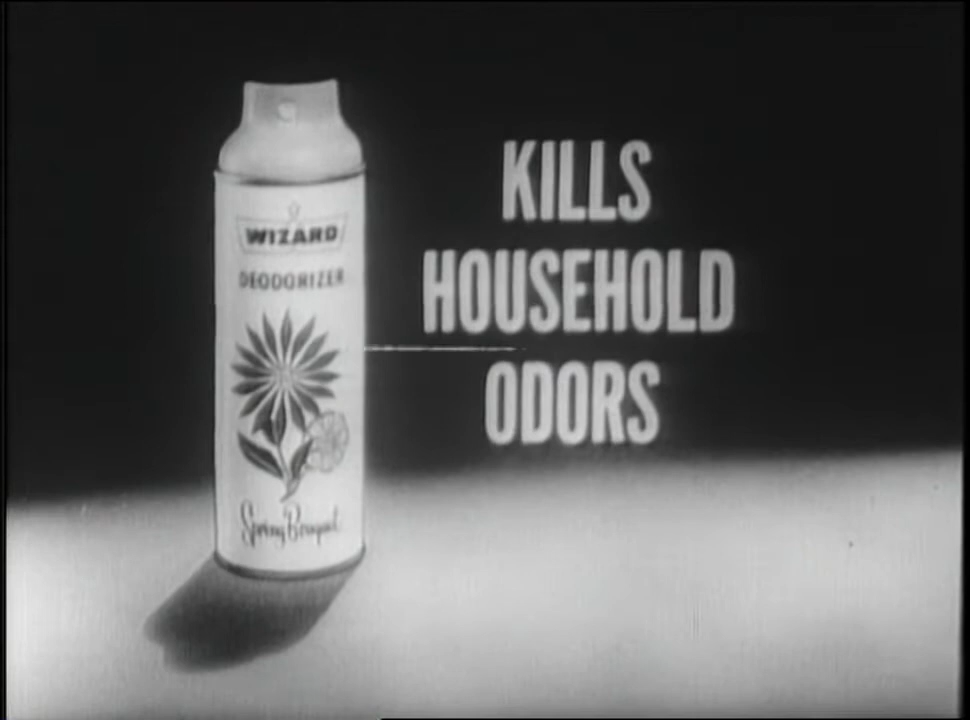 WIZARD
DEODORIZER
Spring Bouquet
KILLS
HOUSEHOLD
ODORS